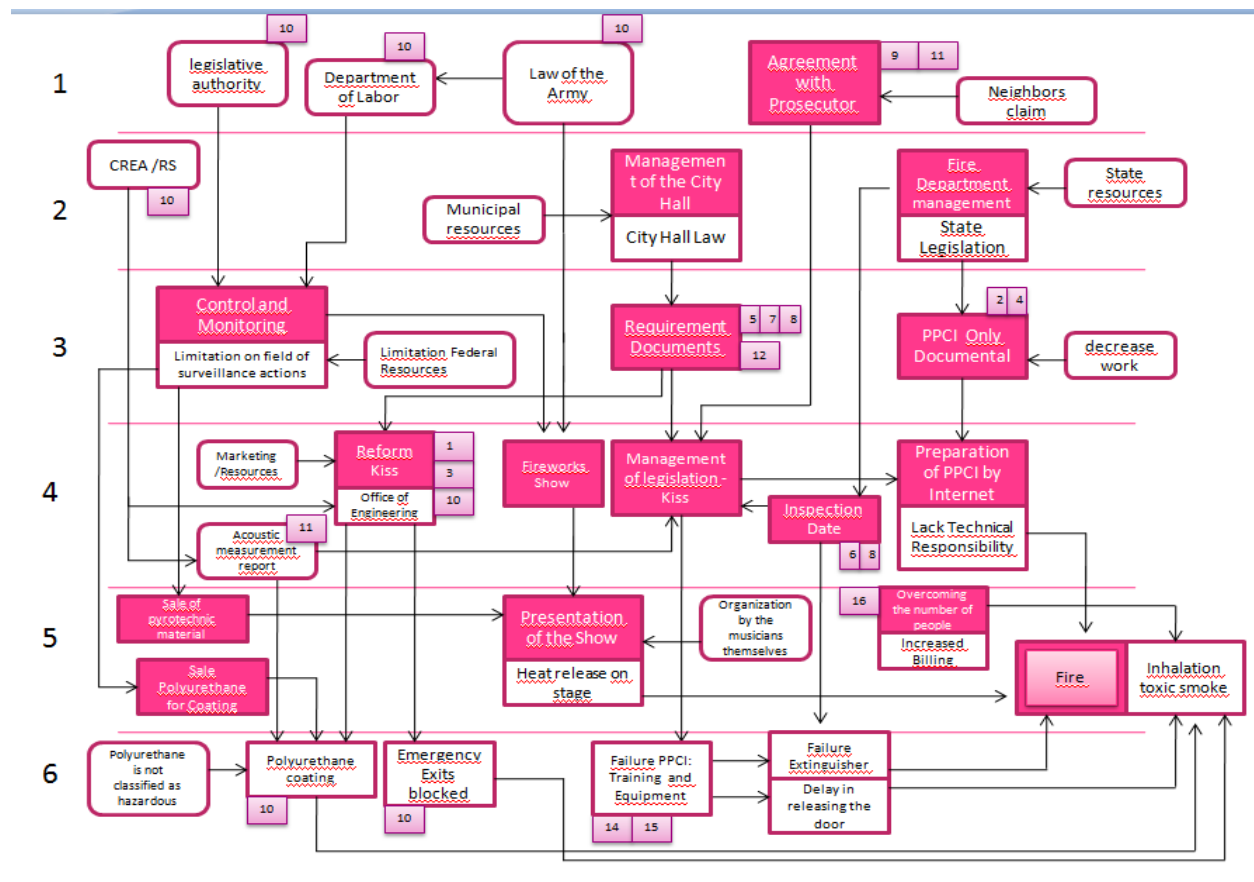 10
10
10
legislative
authority
Department
of Labor
Law of the
Army
Agreement
with
Prosecutor
9
11
Neighbors
claim
1
CREA /RS
10
Municipal
resources
Managemen
t of the City
Hall
City Hall Law
Fire
Department
management
State
Legislation
State
resources
2
Control and
Monitoring
Limitation on field of
surveillance actions
Limitation Federal
Resources
Requirement
Documents
5
7
8
12
2
4
PPCI Only
Documental
decrease
work
3
Marketing
/Resources
Reform
Kiss
1
3
10
Office of
Engineering
Fireworks
Show
Management
of legislation -
Kiss
Inspection
Date
6
8
Preparation
of PPCI by
Internet
Lack Technical
Responsibility
4
11
Acoustic
measurement
report
Sale of
pyrotechnic
material
Presentation
of the Show
Heat release on
stage
Organization
by the
musicians
themselves
16
Overcoming
the number of
people
Increased
Billing
5
Sale
Polyurethane
for Coating
Fire
Inhalation
toxic smoke
6
Polyurethane
is not
classified as
hazardous
Polyurethane
coating
10
Emergency
Exits
blocked
10
Failure PPCI:
Training and
Equipment
14
15
Failure
Extinguisher
Delay in
releasing the
door